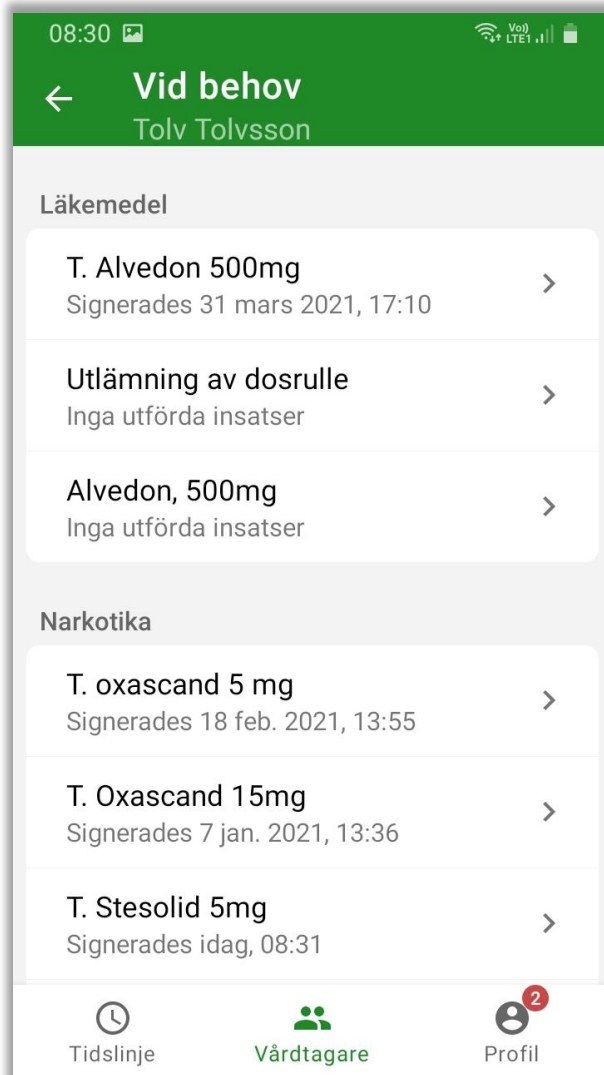 08:30
Vo)) LTE1
Vid behov
Tolv Tolvsson
Läkemedel
T. Alvedon 500mg
Signerades 31 mars 2021, 17:10
Utlämning av dosrulle
Inga utförda insatser
Alvedon, 500mg
Inga utförda insatser
Narkotika
T. oxascand 5 mg
Signerades 18 feb. 2021, 13:55
T. Oxascand 15mg
Signerades 7 jan. 2021, 13:36
T. Stesolid 5mg
Signerades idag, 08:31
2
Tidslinje
Vårdtagare
Profil